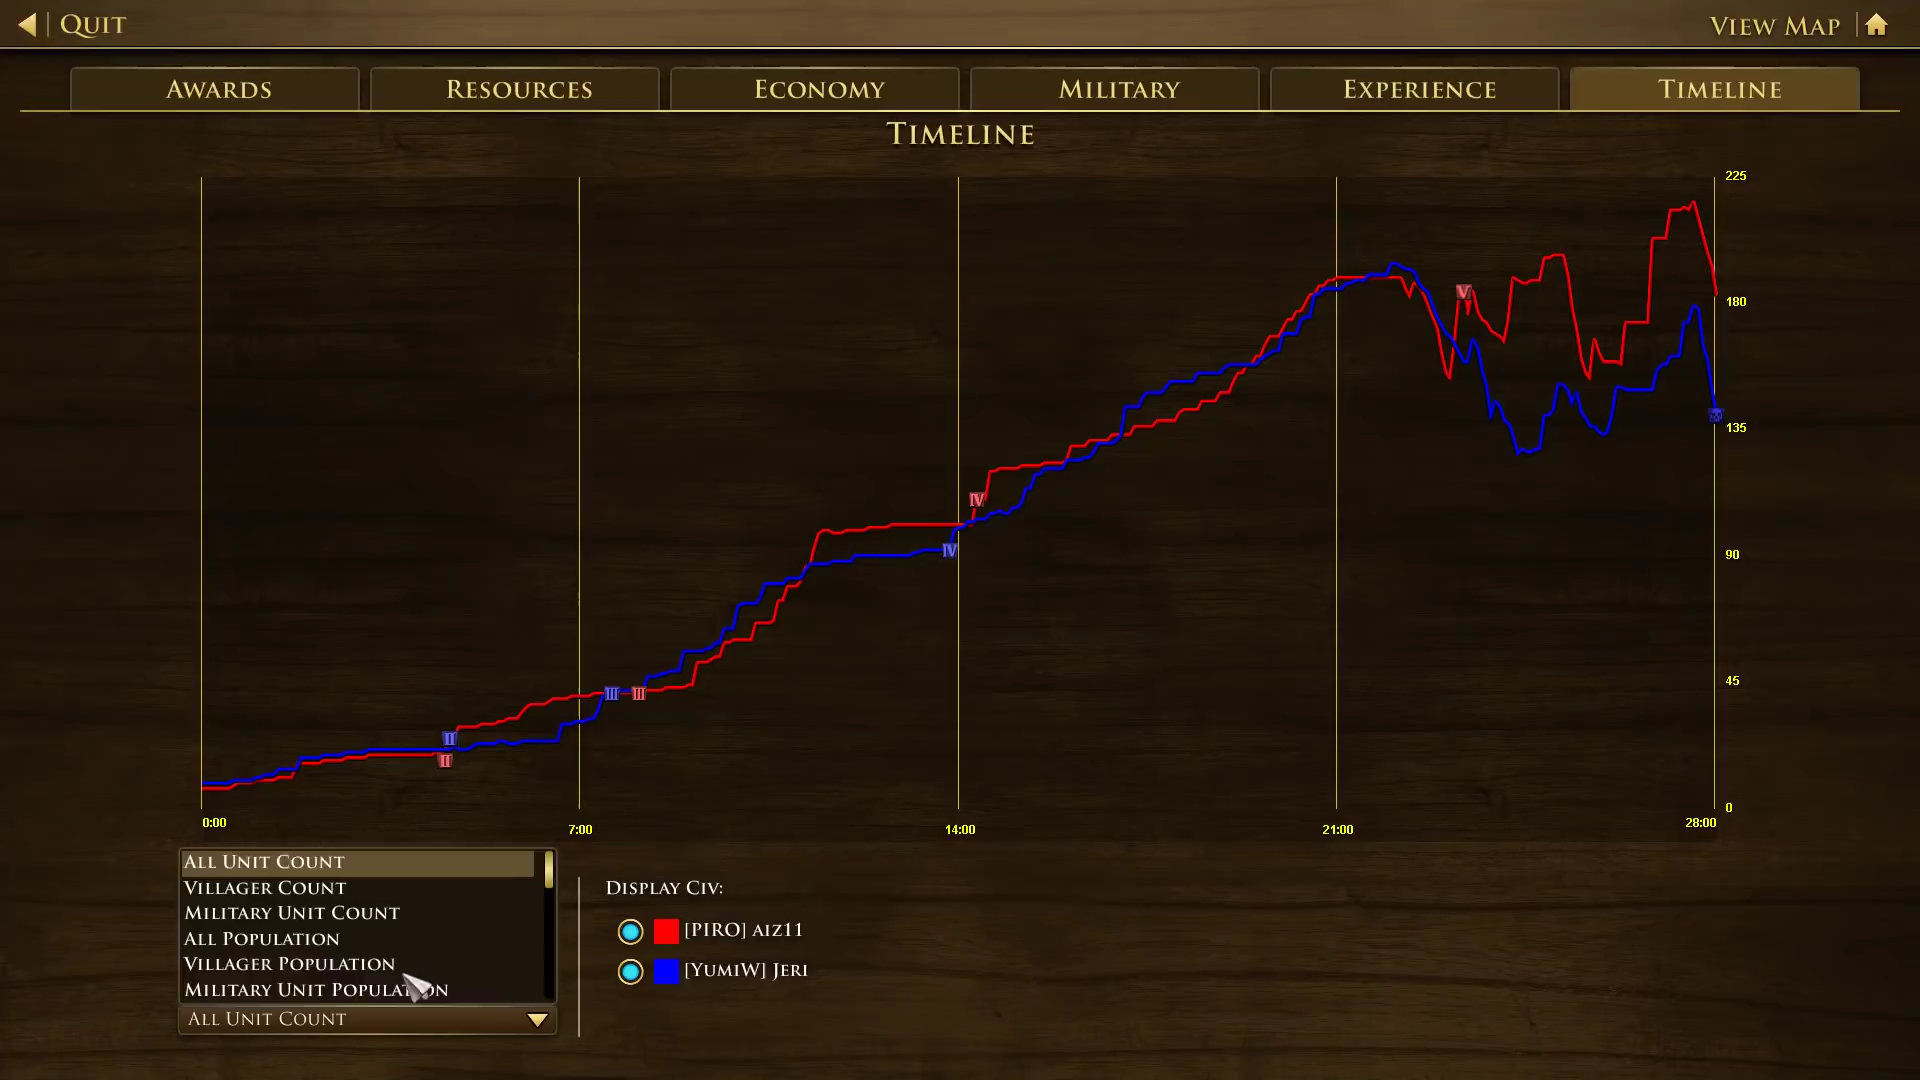 Quit
View Map
Awards
Resources
Economy
Military
Experience
Timeline
Timeline
225
180
135
90
45
0
V
IV
IV
III
III
II
II
0:00
7:00
14:00
21:00
28:00
All Unit Count
Villager Count
Military Unit Count
All Population
Villager Population
Military Unit Population
All Unit Count
Display Civ:
[PIRO] aiz11
[YumiW] Jeri